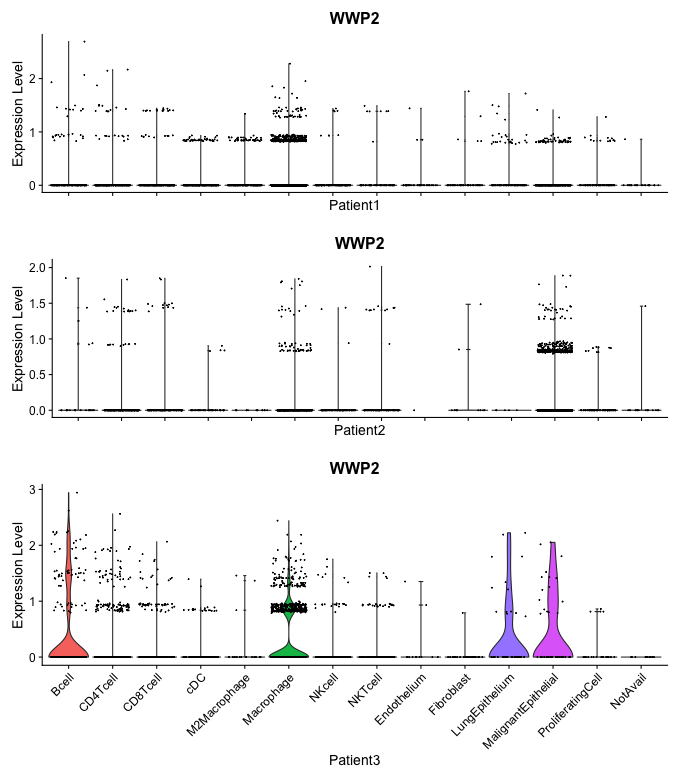 WWP2
Expression Level
2
1
0
Patient1
WWP2
Expression Level
2.0
1.5
1.0
0.5
0.0
Patient2
WWP2
Expression Level
3
2
1
0
Bcell
CD4Tcell
CD8Tcell
cDC
M2Macrophage
Macrophage
NKcell
NKTcell
Endothelium
Fibroblast
LungEpithelium
MalignantEpithelial
ProliferatingCell
NotAvail
Patient3